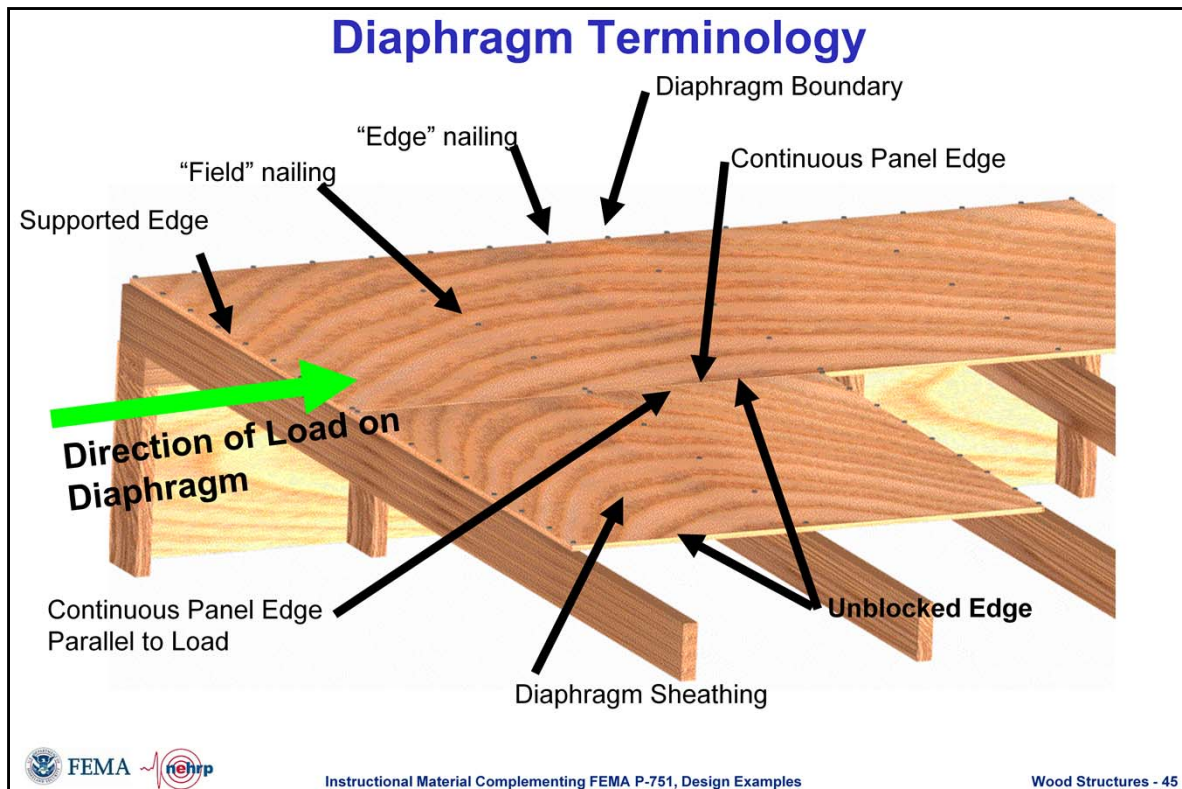 Diaphragm Terminology
Diaphragm Boundary
“Edge” nailing
Continuous Panel Edge
“Field” nailing
Supported Edge
Direction of Load on
Diaphragm
Continuous Panel Edge
Parallel to Load
Unblocked Edge
Diaphragm Sheathing
FEMA
nehrp
Instructional Material Complementing FEMA P-751, Design Examples
Wood Structures - 45